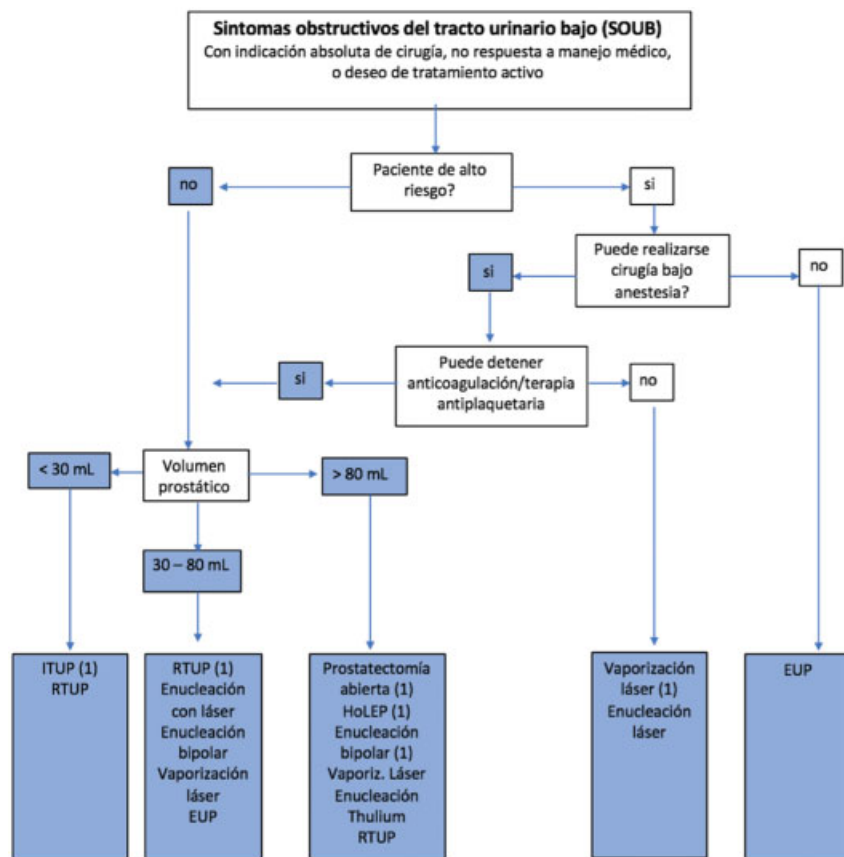 Sintomas obstructivos del tracto urinario bajo (SOUB)
Con indicación absoluta de cirugía, no respuesta a manejo médico,
o deseo de tratamiento activo
Paciente de alto
riesgo?
no
si
Puede realizarse
cirugía bajo
anestesia?
si
no
Puede detener
anticoagulación/terapia
antiplaquetaria
si
no
Volumen
prostático
< 30 mL
> 80 mL
30 – 80 mL
ITUP (1)
RTUP
RTUP (1)
Enucleación
con láser
Enucleación
bipolar
Vaporización
láser
EUP
Prostatectomía
abierta (1)
HoLEP (1)
Enucleación
bipolar (1)
Vaporiz. Láser
Enucleación
Thulium
RTUP
Vaporización
láser (1)
Enucleación
láser
EUP